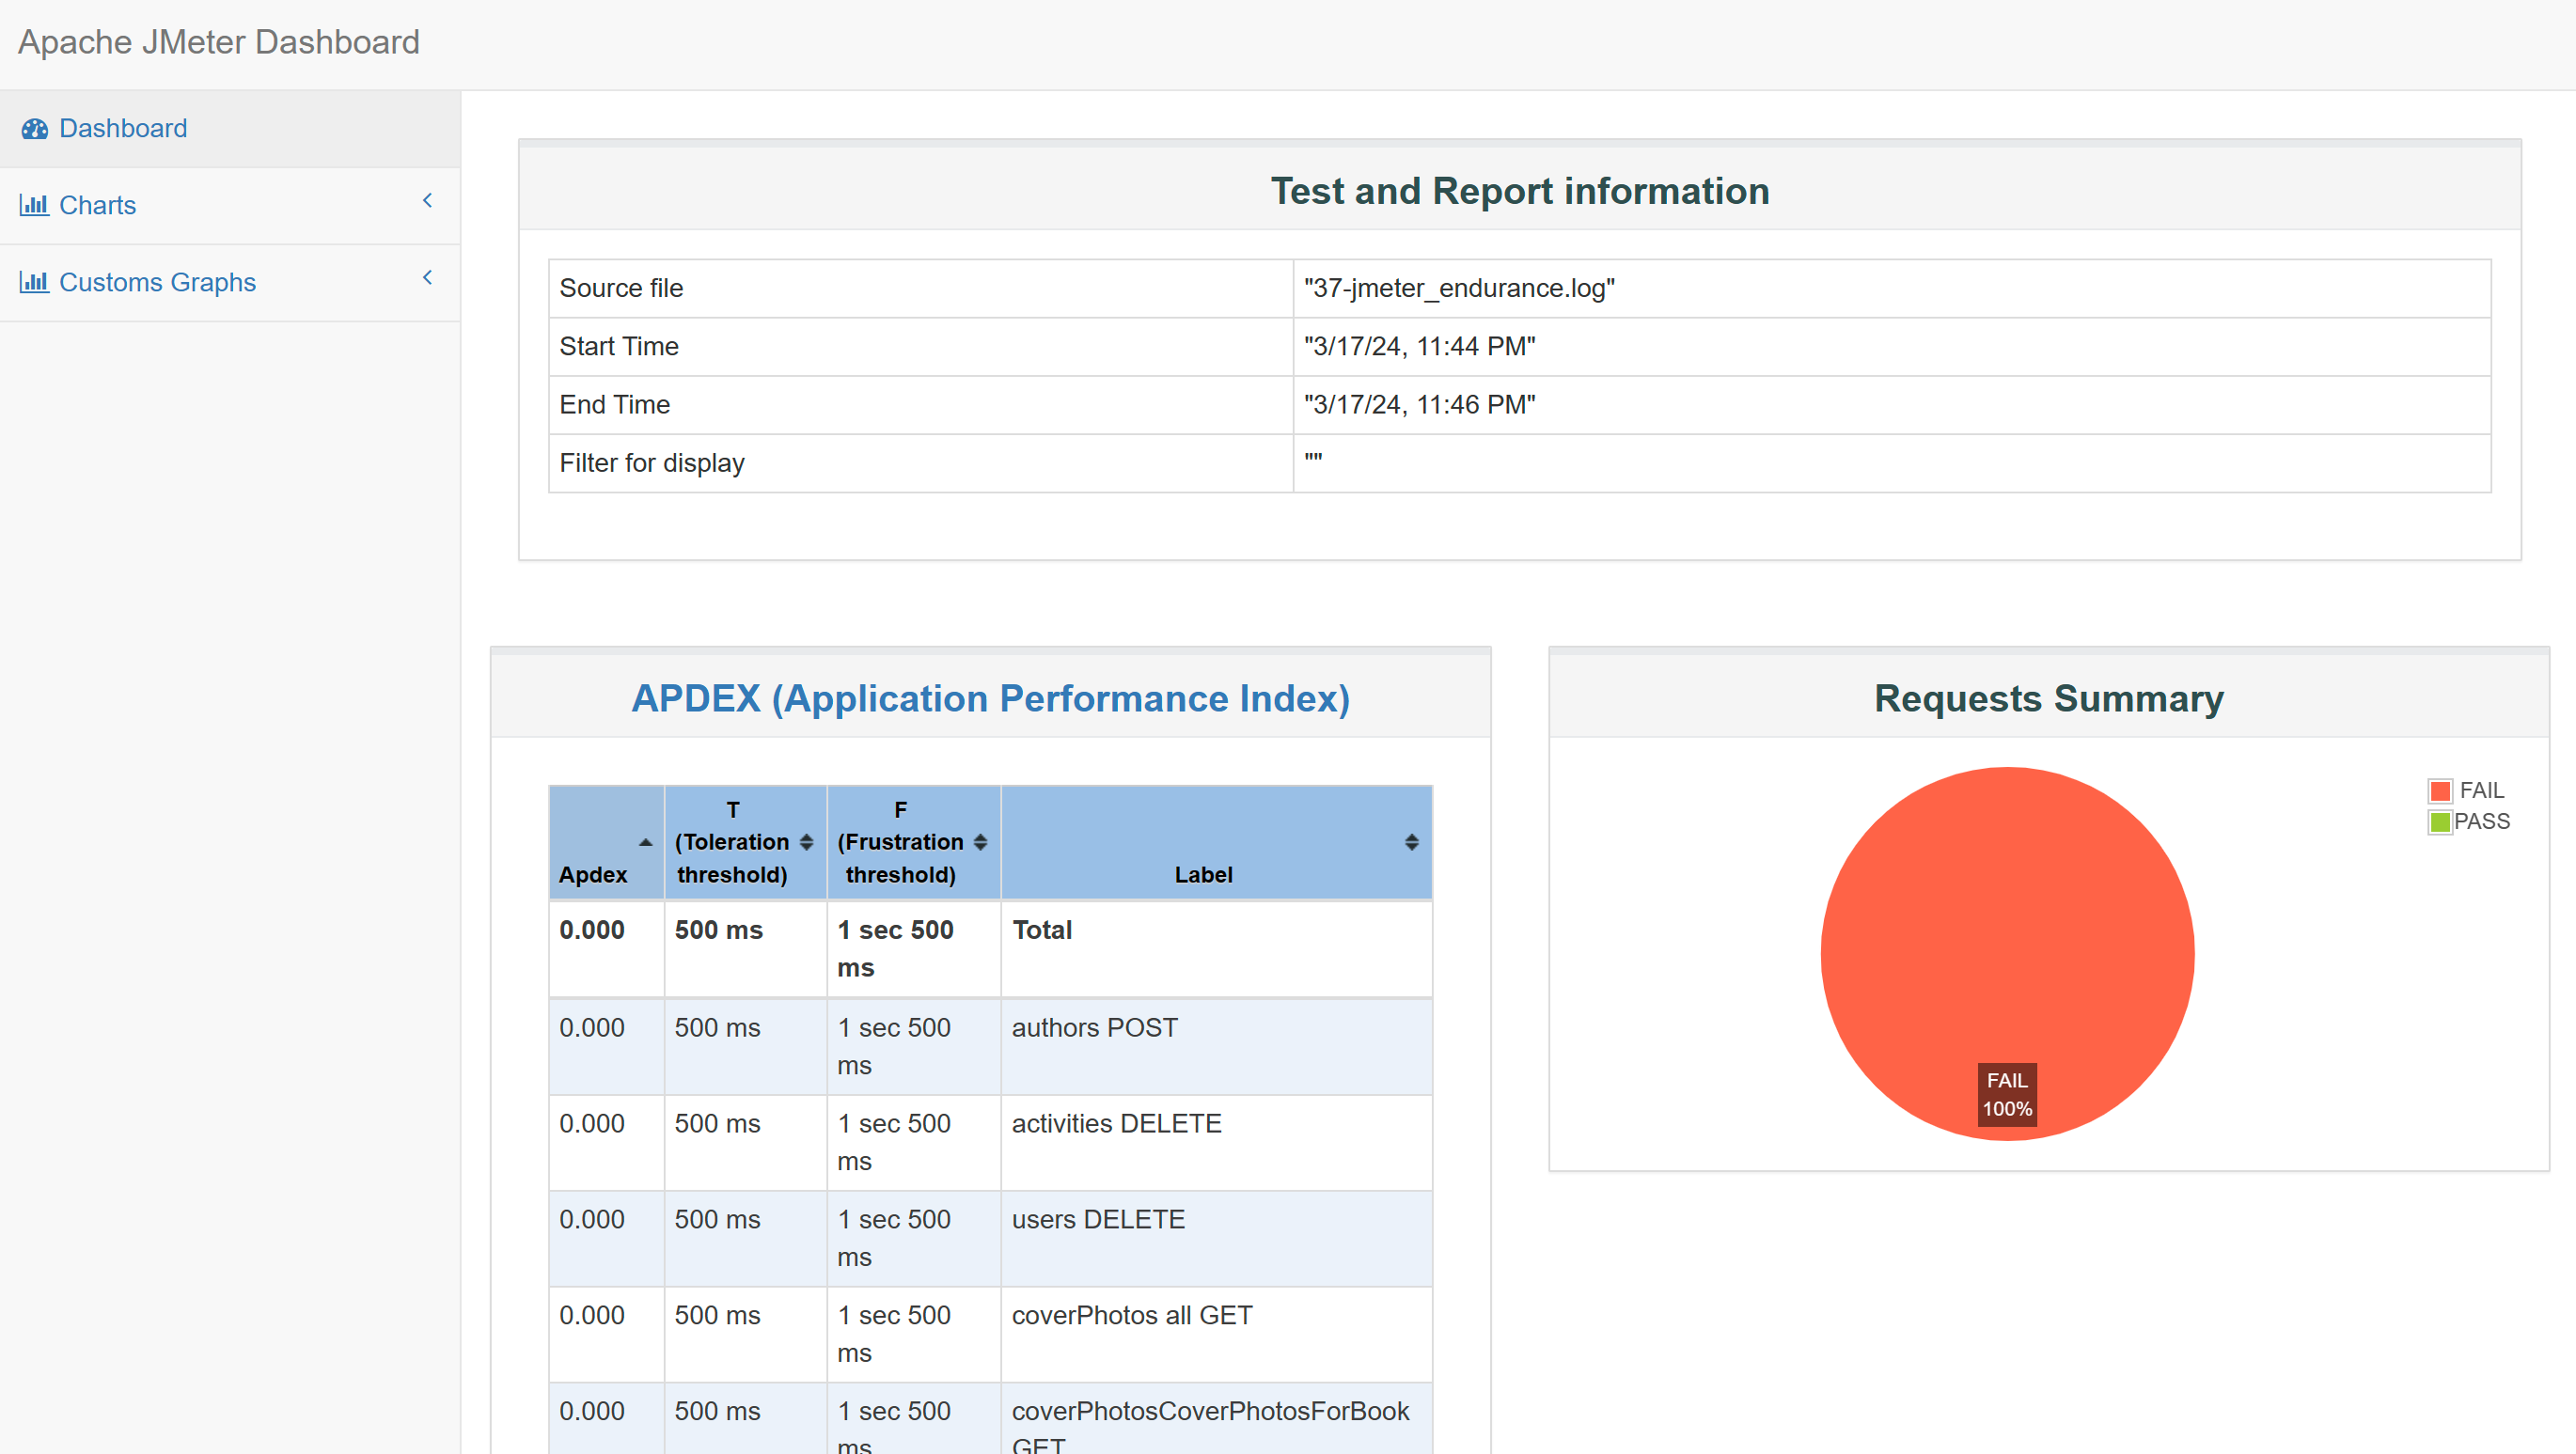 Apache JMeter Dashboard
Dashboard
Charts
Customs Graphs
Test and Report information
Source file "37-jmeter_endurance.log"
Start Time "3/17/24, 11:44 PM"
End Time "3/17/24, 11:46 PM"
Filter for display ""
APDEX (Application Performance Index)
Apdex
T
(Toleration
threshold)
F
(Frustration
threshold)
Label
0.000 500 ms 1 sec 500 Total
ms
0.000 500 ms 1 sec 500 authors POST
ms
0.000 500 ms 1 sec 500 activities DELETE
ms
0.000 500 ms 1 sec 500 users DELETE
ms
0.000 500 ms 1 sec 500 coverPhotos all GET
ms
0.000 500 ms 1 sec 500 coverPhotosCoverPhotosForBook
ms GET
Requests Summary
FAIL
PASS
FAIL
100%